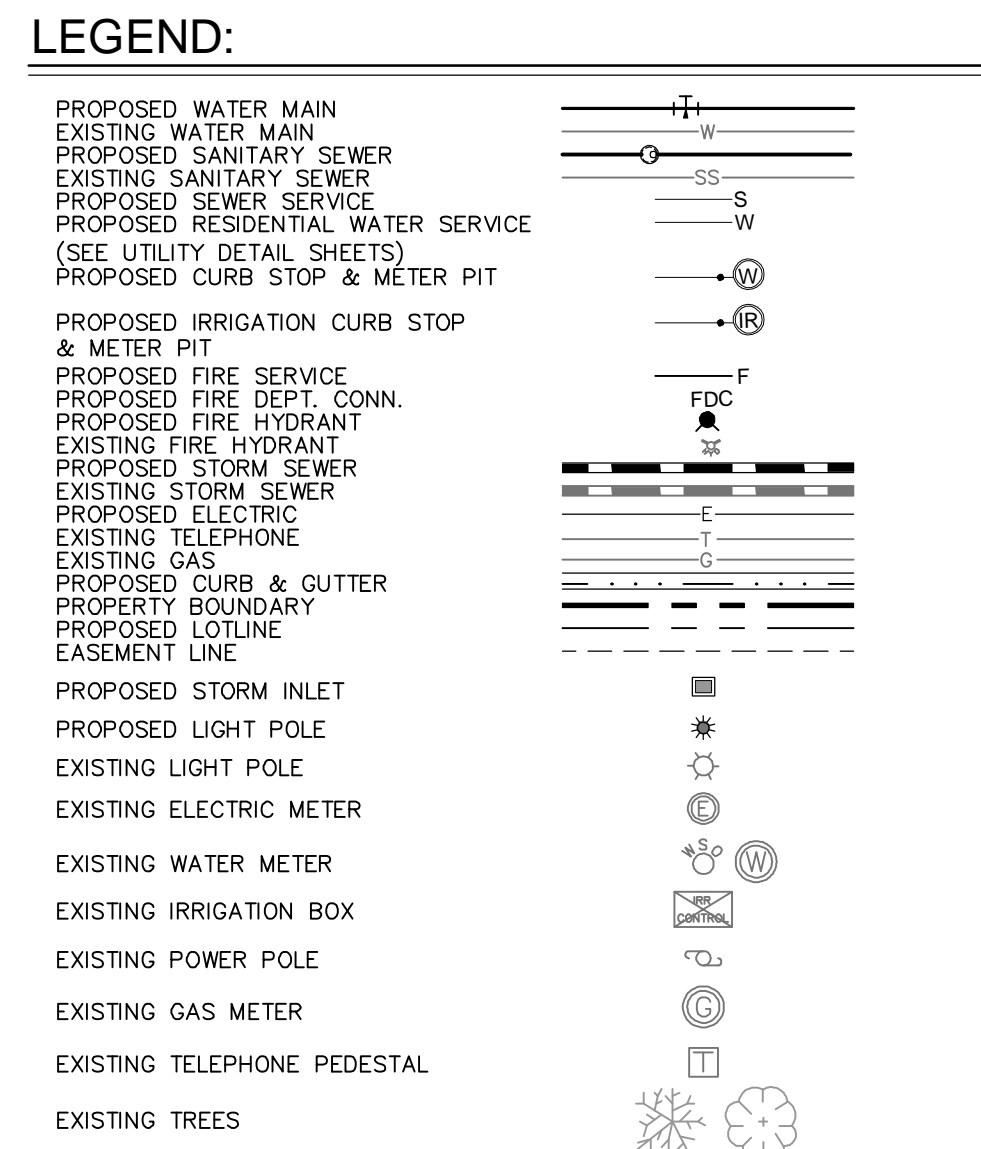 LEGEND:
PROPOSED WATER MAIN
EXISTING WATER MAIN W
PROPOSED SANITARY SEWER
EXISTING SANITARY SEWER SS
PROPOSED SEWER SERVICE S
PROPOSED RESIDENTIAL WATER SERVICE W
(SEE UTILITY DETAIL SHEETS)
PROPOSED CURB STOP & METER PIT W
PROPOSED IRRIGATION CURB STOP IR
& METER PIT
PROPOSED FIRE SERVICE F
PROPOSED FIRE DEPT. CONN. FDC
PROPOSED FIRE HYDRANT
EXISTING FIRE HYDRANT
PROPOSED STORM SEWER
EXISTING STORM SEWER
PROPOSED ELECTRIC E
EXISTING TELEPHONE T
EXISTING GAS G
PROPOSED CURB & GUTTER
PROPERTY BOUNDARY
PROPOSED LOTLINE
EASEMENT LINE
PROPOSED STORM INLET
PROPOSED LIGHT POLE
EXISTING LIGHT POLE
EXISTING ELECTRIC METER E
EXISTING WATER METER WSO W
EXISTING IRRIGATION BOX IRR
CONTROL
EXISTING POWER POLE
EXISTING GAS METER G
EXISTING TELEPHONE PEDESTAL T
EXISTING TREES